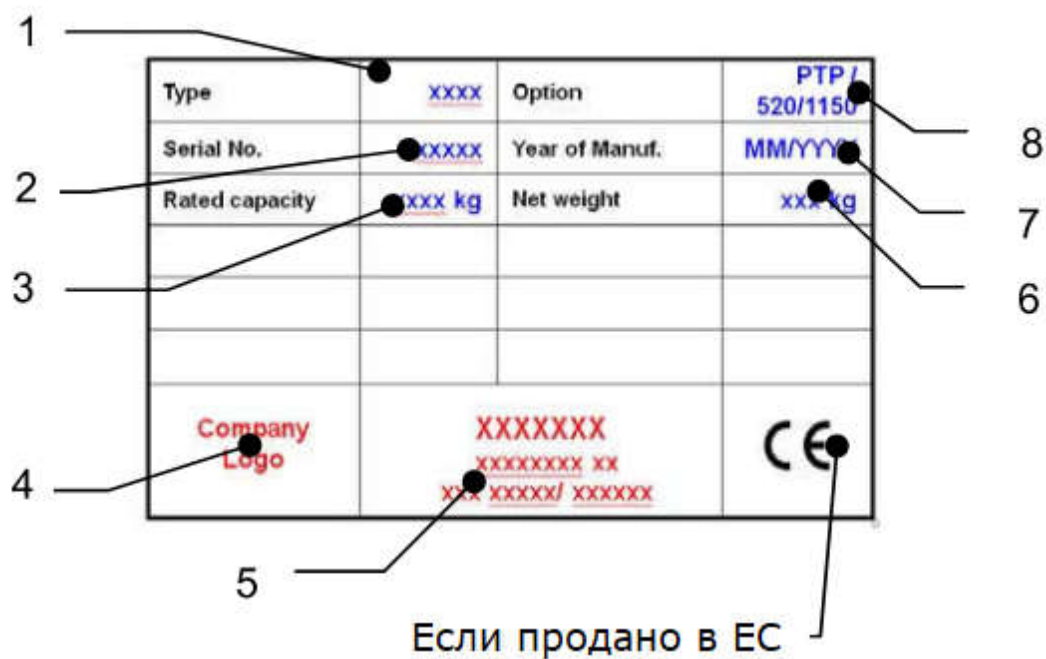 1
Type xxxx Option PTP /
520/1150
8
Serial No. xxxxx Year of Manuf. MM/YYYY
2
7
Rated capacity xxxx kg Net weight xxx kg
3
6
Company
Logo
4
XXXXXXX
xxxxxxxx xx
xxx xxxxx/ xxxxxx
CE
5
Если продано в ЕС